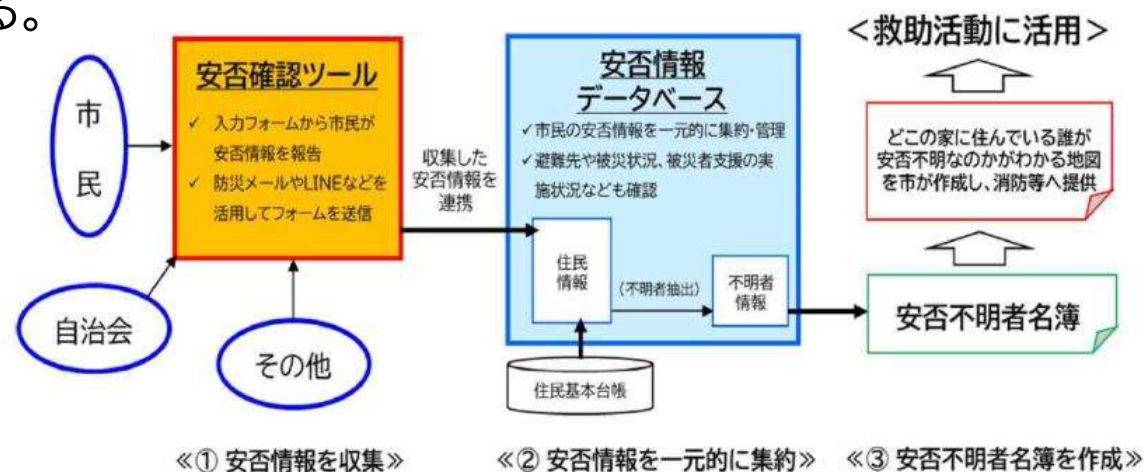 る。
市
民
自治会
その他
安否確認ツール
✓ 入力フォームから市民が
安否情報を報告
✓ 防災メールやLINEなどを
活用してフォームを送信
収集した
安否情報を
連携
安否情報
データベース
✓市民の安否情報を一元的に集約・管理
✓避難先や被災状況、被災者支援の実
施状況なども確認
住民
情報
(不明者抽出)
不明者
情報
住民基本台帳
＜救助活動に活用＞
どこの家に住んでいる誰が
安否不明なのかがわかる地図
を市が作成し、消防等へ提供
安否不明者名簿
≪① 安否情報を収集≫
≪② 安否情報を一元的に集約≫
≪③ 安否不明者名簿を作成≫